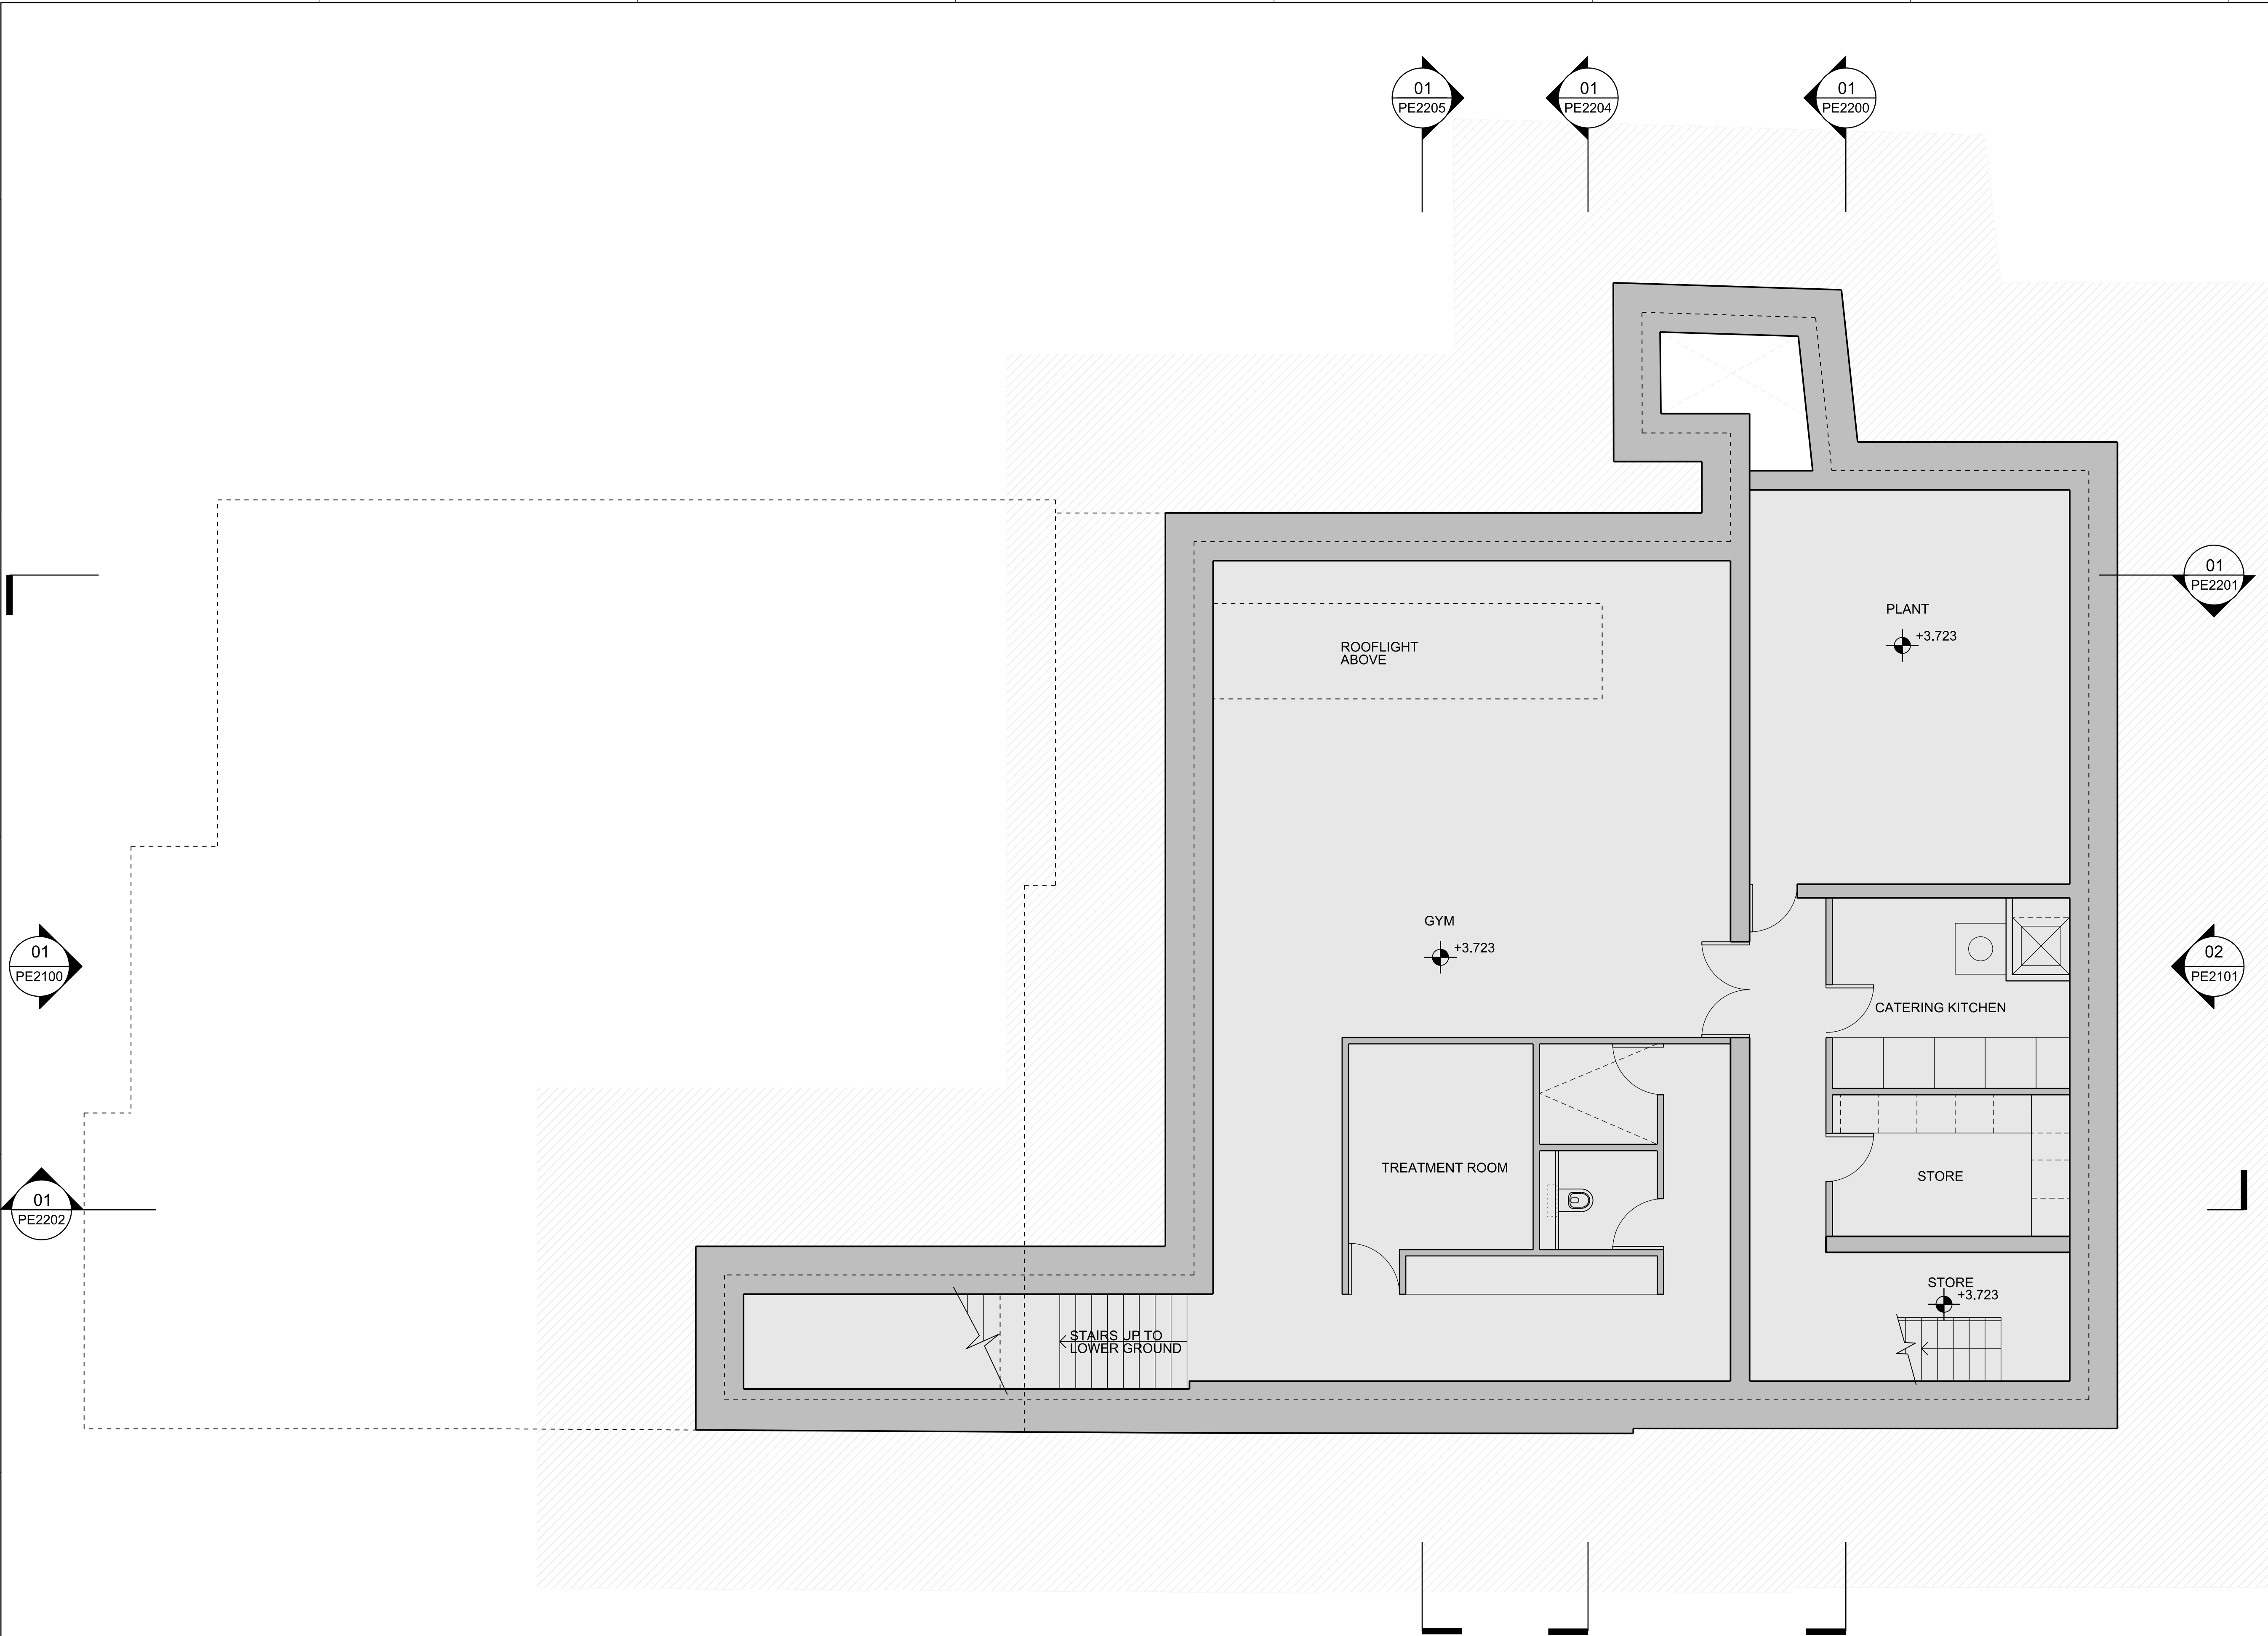 01
PE2205
01
PE2204
01
PE2200
01
PE2201
PLANT
+3.723
ROOFLIGHT
ABOVE
GYM
+3.723
01
PE2100
02
PE2101
CATERING KITCHEN
TREATMENT ROOM
STORE
01
PE2202
STORE
+3.723
STAIRS UP TO
LOWER GROUND